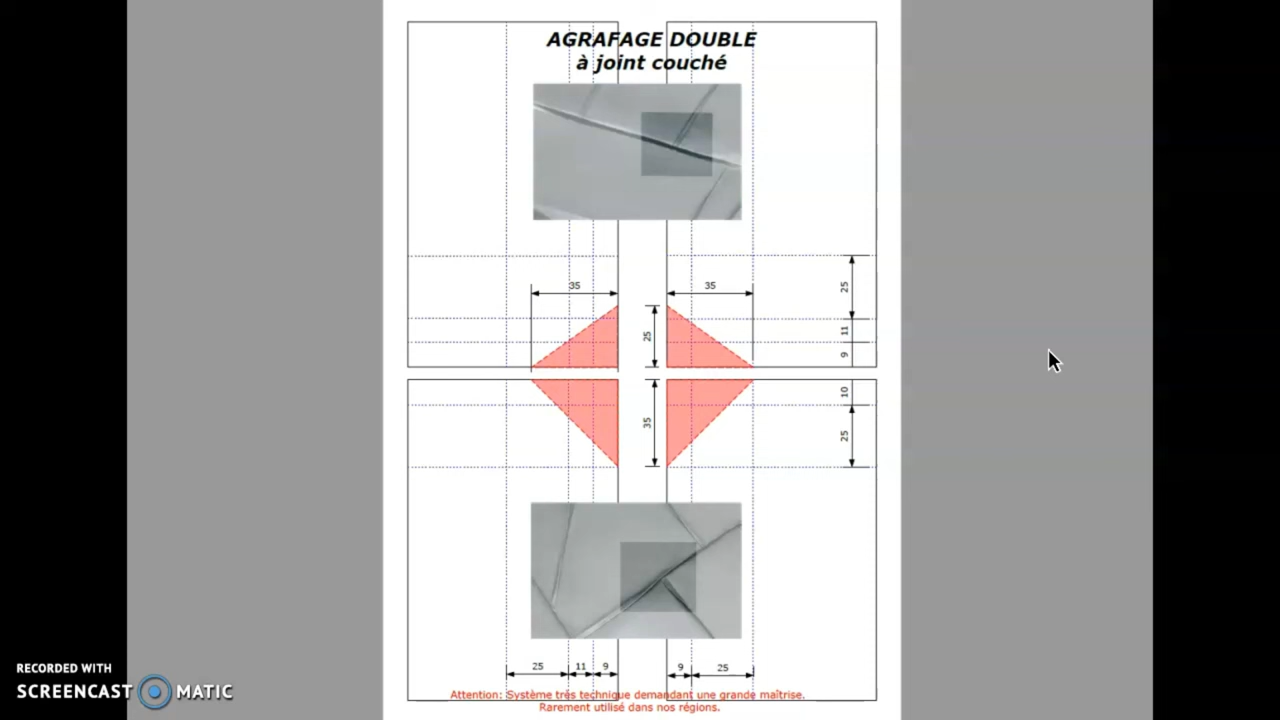 AGRAFAGE DOUBLE
à joint couché
35
35
25
25
11
9
35
10
25
25
11
9
9
25
Attention: Système très technique demandant une grande maîtrise.
Rarement utilisé dans nos régions.
RECORDED WITH
SCREENCAST MATIC